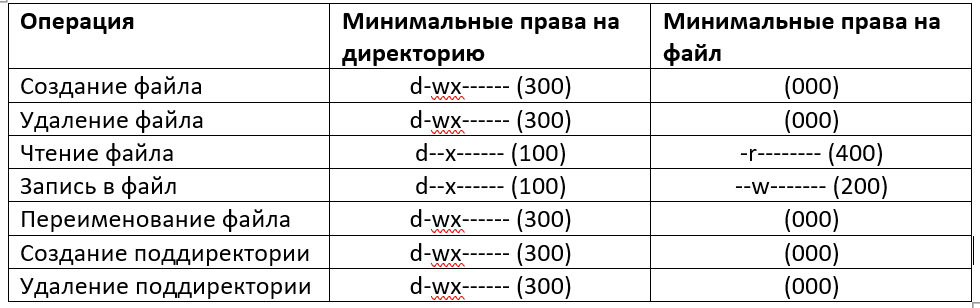 Операция Минимальные права на директорию Минимальные права на файл
Создание файла d-wx------ (300) (000)
Удаление файла d-wx------ (300) (000)
Чтение файла d--x------ (100) -r-------- (400)
Запись в файл d--x------ (100) --w------- (200)
Переименование файла d-wx------ (300) (000)
Создание поддиректории d-wx------ (300) (000)
Удаление поддиректории d-wx------ (300) (000)